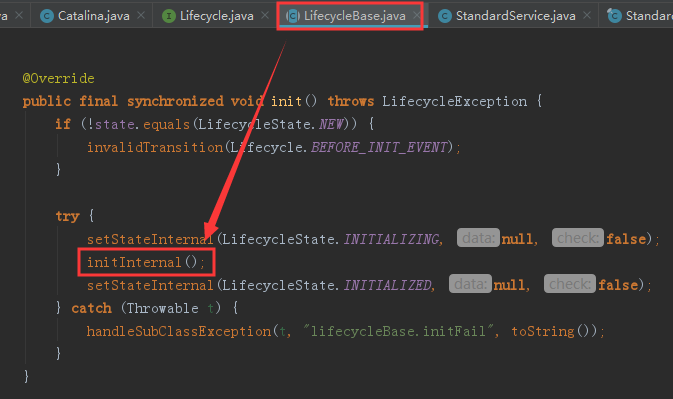 a Catalina.java Lifecycle.java LifecycleBase.java StandardService.java Standard
@Override
public final synchronized void init() throws LifecycleException {
if (!state.equals(LifecycleState.NEW)) {
invalidTransition(Lifecycle.BEFORE_INIT_EVENT);
}
try {
setStateInternal(LifecycleState.INITIALIZING, data: null, check: false);
initInternal();
setStateInternal(LifecycleState.INITIALIZED, data: null, check: false);
} catch (Throwable t) {
handleSubClassException(t, "lifecycleBase.initFail", toString());
}
}